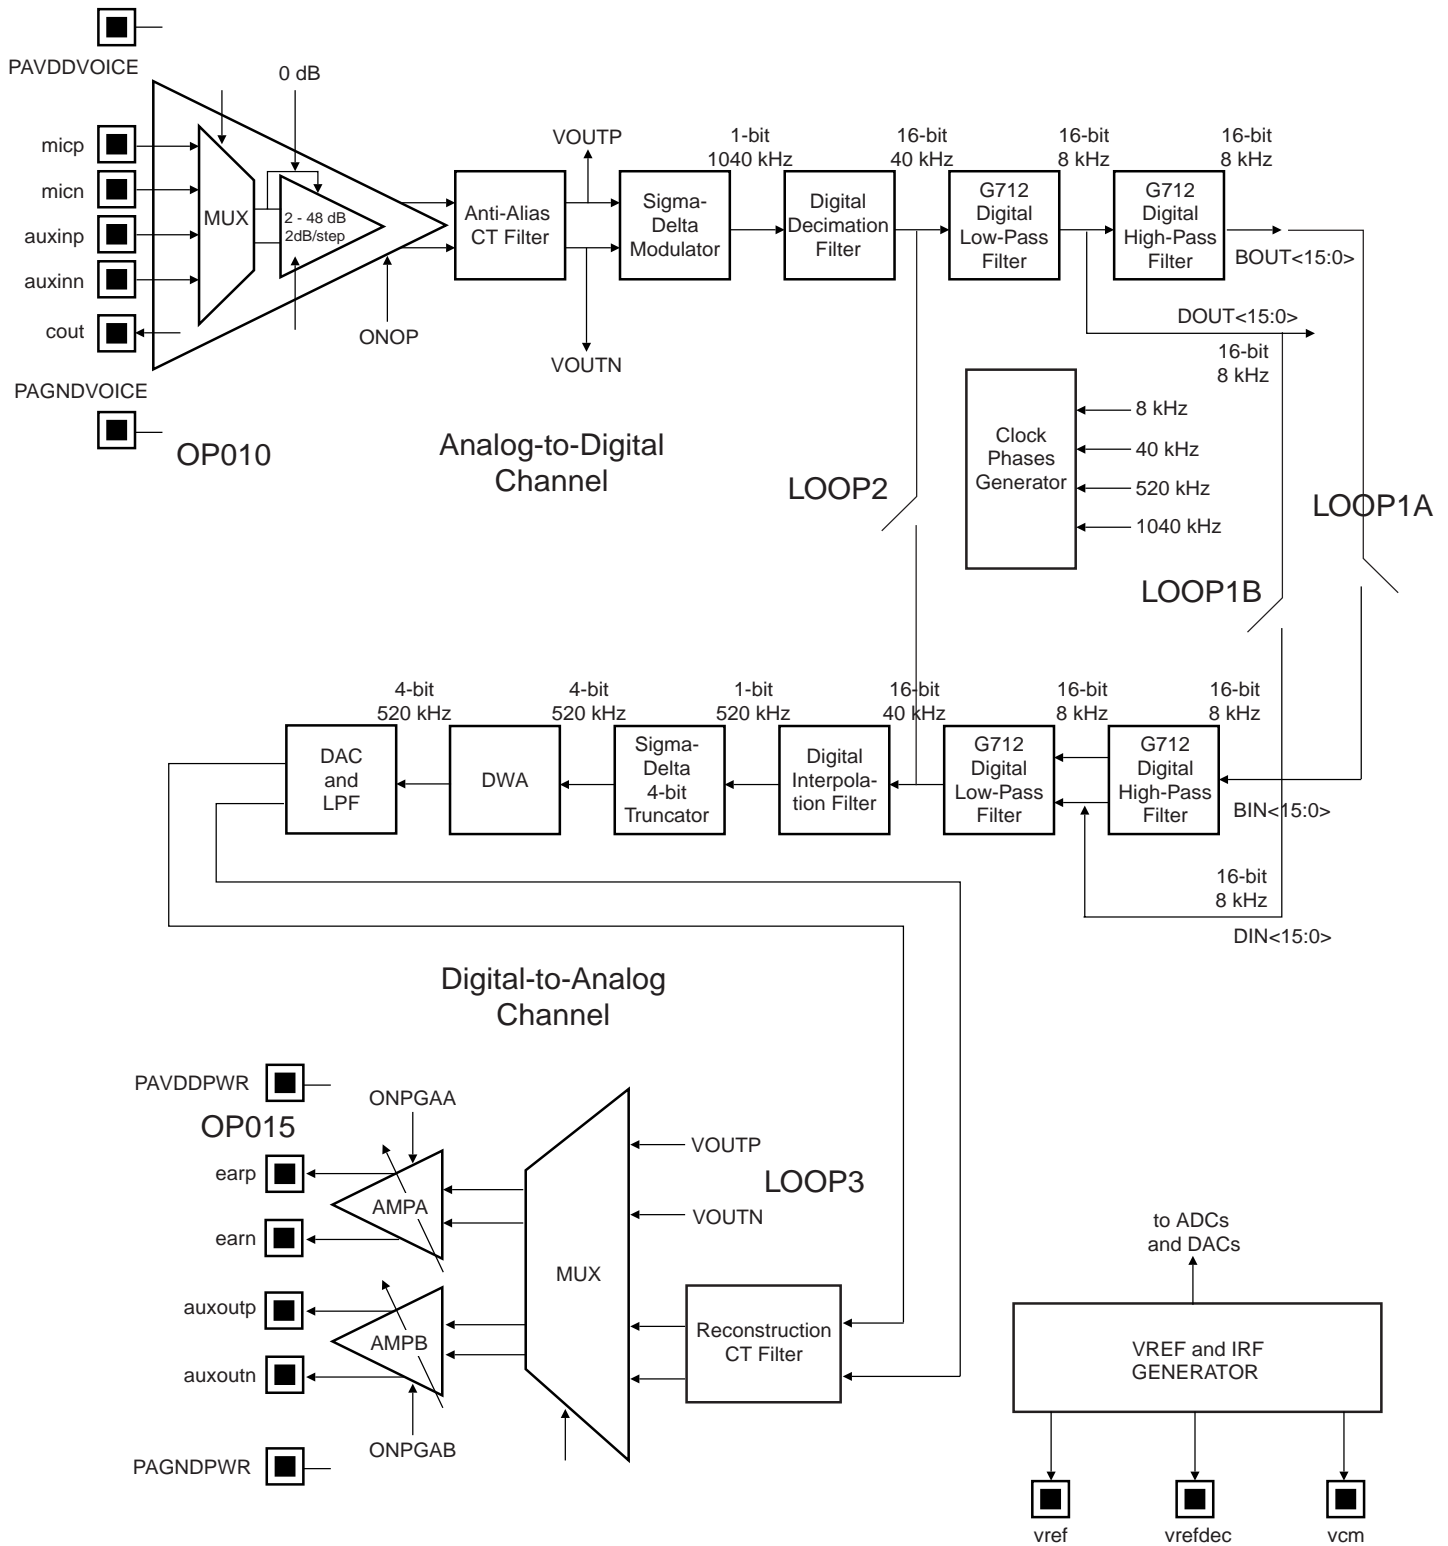 PAVDDVOICE
0 dB
micp
micn
auxinp
auxinn
cout
MUX
2 - 48 dB
2dB/step
ONOP
PAGNDVOICE
OP010
Anti-Alias
CT Filter
VOUTP
VOUTN
Sigma-
Delta
Modulator
1-bit
1040 kHz
Digital
Decimation
Filter
16-bit
40 kHz
G712
Digital
Low-Pass
Filter
16-bit
8 kHz
G712
Digital
High-Pass
Filter
16-bit
8 kHz
BOUT<15:0>
DOUT<15:0>
16-bit
8 kHz
Analog-to-Digital
Channel
Clock
Phases
Generator
8 kHz
40 kHz
520 kHz
1040 kHz
LOOP2
LOOP1A
LOOP1B
4-bit
520 kHz
4-bit
520 kHz
1-bit
520 kHz
16-bit
40 kHz
16-bit
8 kHz
16-bit
8 kHz
DAC
and
LPF
DWA
Sigma-
Delta
4-bit
Truncator
Digital
Interpola-
tion Filter
G712
Digital
Low-Pass
Filter
G712
Digital
High-Pass
Filter
BIN<15:0>
16-bit
8 kHz
DIN<15:0>
Digital-to-Analog
Channel
PAVDDPWR
OP015
ONPGAA
earp
earn
AMPA
auxoutp
auxoutn
AMPB
ONPGAB
PAGNDPWR
MUX
VOUTP
VOUTN
LOOP3
Reconstruction
CT Filter
to ADCs
and DACs
VREF and IRF
GENERATOR
vref
vrefdec
vcm